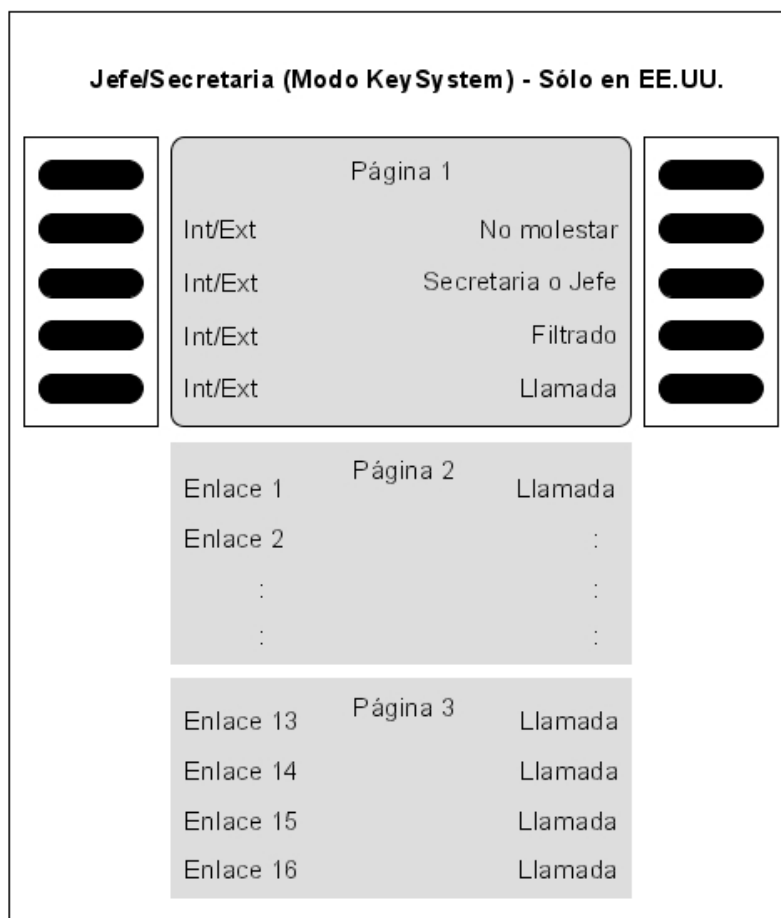 Jefe/Secretaria (Modo KeySystem) - Sólo en EE.UU.
Página 1
Int/Ext No molestar
Int/Ext Secretaria o Jefe
Int/Ext Filtrado
Int/Ext Llamada
Página 2
Enlace 1 Llamada
Enlace 2 :
: :
: :
Página 3
Enlace 13 Llamada
Enlace 14 Llamada
Enlace 15 Llamada
Enlace 16 Llamada